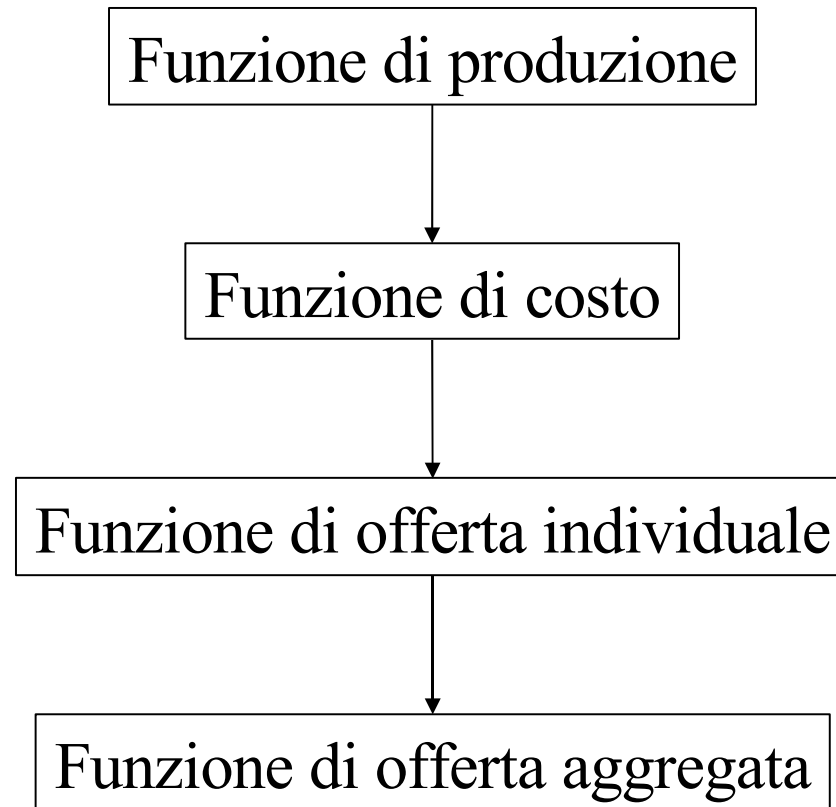 Funzione di produzione
Funzione di costo
Funzione di offerta individuale
Funzione di offerta aggregata